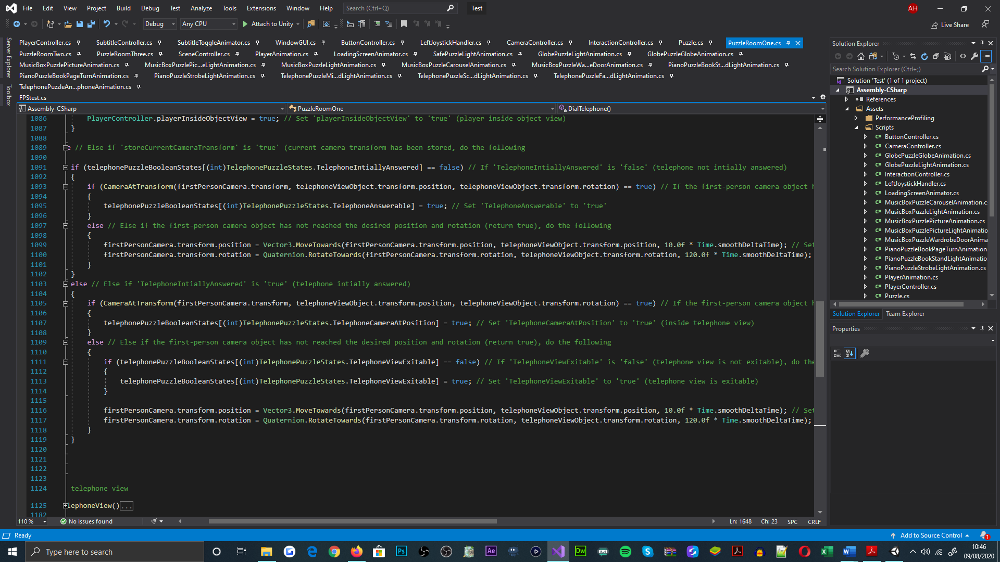 File Edit View Project Build Debug Test Analyze Tools Extensions Window Help Search (Ctrl+Q) Test AH
Debug Any CPU Attach to Unity Live Share
PlayerController.cs SubtitleController.cs SubtitleToggleAnimator.cs WindowGUI.cs ButtonController.cs LeftJoystickHandler.cs CameraController.cs InteractionController.cs Puzzle.cs PuzzleRoomOne.cs
PuzzleRoomTwo.cs PuzzleRoomThree.cs SceneController.cs PlayerAnimation.cs LoadingScreenAnimator.cs SafePuzzleLightAnimation.cs GlobePuzzleLightAnimation.cs GlobePuzzleGlobeAnimation.cs
MusicBoxPuzzlePictureAnimation.cs MusicBoxPuzzlePic...eLightAnimation.cs MusicBoxPuzzleLightAnimation.cs MusicBoxPuzzleCarouselAnimation.cs MusicBoxPuzzleWa...eDoorAnimation.cs PianoPuzzleBookSt...dLightAnimation.cs
PianoPuzzleBookPageTurnAnimation.cs PianoPuzzleStrobeLightAnimation.cs TelephonePuzzleMi...dLightAnimation.cs TelephonePuzzleSc...dLightAnimation.cs TelephonePuzzleFa...dLightAnimation.cs
TelephonePuzzleAn...phoneAnimation.cs
FPStest.cs
Server Explorer
Toolbox
Assembly-CSharp PuzzleRoomOne DialTelephone()
1086 PlayerController.playerInsideObjectView = true; // Set 'playerInsideObjectView' to 'true' (player inside object view)
1087 }
1088
1089 e // Else if 'storeCurrentCameraTransform' is 'true' (current camera transform has been stored, do the following
1090
1091 if (telephonePuzzleBooleanStates[(int)TelephonePuzzleStates.TelephoneIntiallyAnswered] == false) // If 'TelephoneIntiallyAnswered' is 'false' (telephone not intially answered)
1092 {
1093 if (CameraAtTransform(firstPersonCamera.transform, telephoneViewObject.transform.position, telephoneViewObject.transform.rotation) == true) // If the first-person camera object h
1094 {
1095 telephonePuzzleBooleanStates[(int)TelephonePuzzleStates.TelephoneAnswerable] = true; // Set 'TelephoneAnswerable' to 'true'
1096 }
1097 else // Else if the first-person camera object has not reached the desired position and rotation (return true), do the following
1098 {
1099 firstPersonCamera.transform.position = Vector3.MoveTowards(firstPersonCamera.transform.position, telephoneViewObject.transform.position, 10.0f * Time.smoothDeltaTime); // Set
1100 firstPersonCamera.transform.rotation = Quaternion.RotateTowards(firstPersonCamera.transform.rotation, telephoneViewObject.transform.rotation, 120.0f * Time.smoothDeltaTime);
1101 }
1102 }
1103 else // Else if 'TelephoneIntiallyAnswered' is 'true' (telephone intially answered)
1104 {
1105 if (CameraAtTransform(firstPersonCamera.transform, telephoneViewObject.transform.position, telephoneViewObject.transform.rotation) == true) // If the first-person camera object h
1106 {
1107 telephonePuzzleBooleanStates[(int)TelephonePuzzleStates.TelephoneCameraAtPosition] = true; // Set 'TelephoneCameraAtPosition' to 'true' (inside telephone view)
1108 }
1109 else // Else if the first-person camera object has not reached the desired position and rotation (return true), do the following
1110 {
1111 if (telephonePuzzleBooleanStates[(int)TelephonePuzzleStates.TelephoneViewExitable] == false) // If 'TelephoneViewExitable' is 'false' (telephone view is not exitable), do the
1112 {
1113 telephonePuzzleBooleanStates[(int)TelephonePuzzleStates.TelephoneViewExitable] = true; // Set 'TelephoneViewExitable' to 'true' (telephone view is exitable)
1114 }
1115
1116 firstPersonCamera.transform.position = Vector3.MoveTowards(firstPersonCamera.transform.position, telephoneViewObject.transform.position, 10.0f * Time.smoothDeltaTime); // Set
1117 firstPersonCamera.transform.rotation = Quaternion.RotateTowards(firstPersonCamera.transform.rotation, telephoneViewObject.transform.rotation, 120.0f * Time.smoothDeltaTime);
1118 }
1119 }
1120
1121
1122
1123
1124 telephone view
1125 lephoneView()...
1182
110 % No issues found Ln: 1648 Ch: 23 SPC CRLF
Solution Explorer
Search Solution Explorer (Ctrl+;)
Solution 'Test' (1 of 1 project)
Assembly-CSharp
References
Assets
PerformanceProfiling
Scripts
C# ButtonController.cs
C# CameraController.cs
C# GlobePuzzleGlobeAnimation.cs
C# GlobePuzzleLightAnimation.cs
C# InteractionController.cs
C# LeftJoystickHandler.cs
C# LoadingScreenAnimator.cs
C# MusicBoxPuzzleCarouselAnimation.c
C# MusicBoxPuzzleLightAnimation.cs
C# MusicBoxPuzzlePictureAnimation.cs
C# MusicBoxPuzzlePictureLightAnimatio
C# MusicBoxPuzzleWardrobeDoorAnima
C# PianoPuzzleBookPageTurnAnimation
C# PianoPuzzleBookStandLightAnimatio
C# PianoPuzzleStrobeLightAnimation.cs
C# PlayerAnimation.cs
C# PlayerController.cs
C# Puzzle.cs
Solution Explorer Team Explorer
Properties
Ready Add to Source Control 1
Type here to search Ps Ae Dw 10:46
09/08/2020